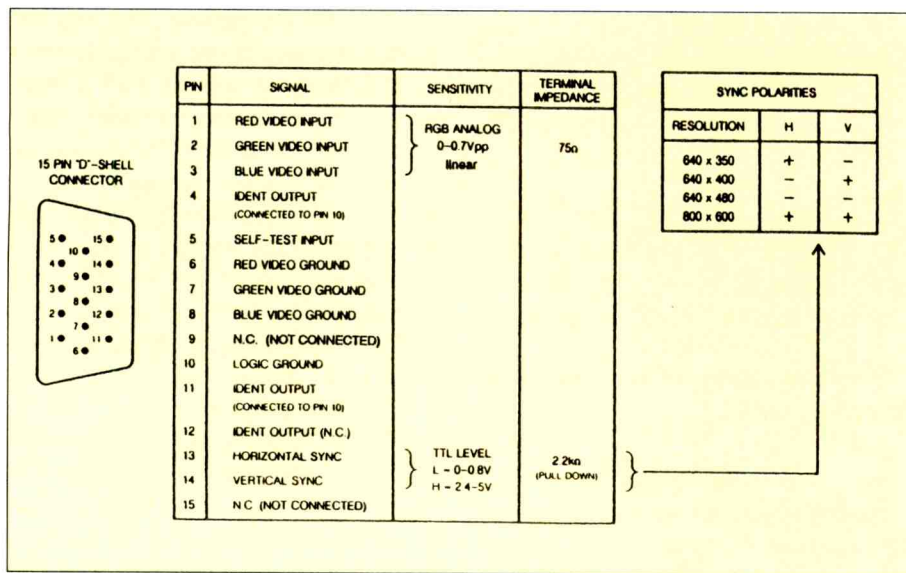 15 PIN "D"-SHELL
CONNECTOR
5 15
10
4 14
9
3 13
8
2 12
7
1 11
6
PIN SIGNAL SENSITIVITY TERMINAL IMPEDANCE
1 RED VIDEO INPUT
2 GREEN VIDEO INPUT
3 BLUE VIDEO INPUT
RGB ANALOG
0-0.7Vpp
linear
75Ω
4 IDENT OUTPUT
(CONNECTED TO PIN 10)
5 SELF-TEST INPUT
6 RED VIDEO GROUND
7 GREEN VIDEO GROUND
8 BLUE VIDEO GROUND
9 N.C. (NOT CONNECTED)
10 LOGIC GROUND
11 IDENT OUTPUT
(CONNECTED TO PIN 10)
12 IDENT OUTPUT (N.C.)
13 HORIZONTAL SYNC
14 VERTICAL SYNC
TTL LEVEL
L - 0-0.8V
H - 2.4-5V
2.2kΩ
(PULL DOWN)
15 N.C. (NOT CONNECTED)
SYNC POLARITIES
RESOLUTION H V
640 x 350 + -
640 x 400 - +
640 x 480 - -
800 x 600 + +